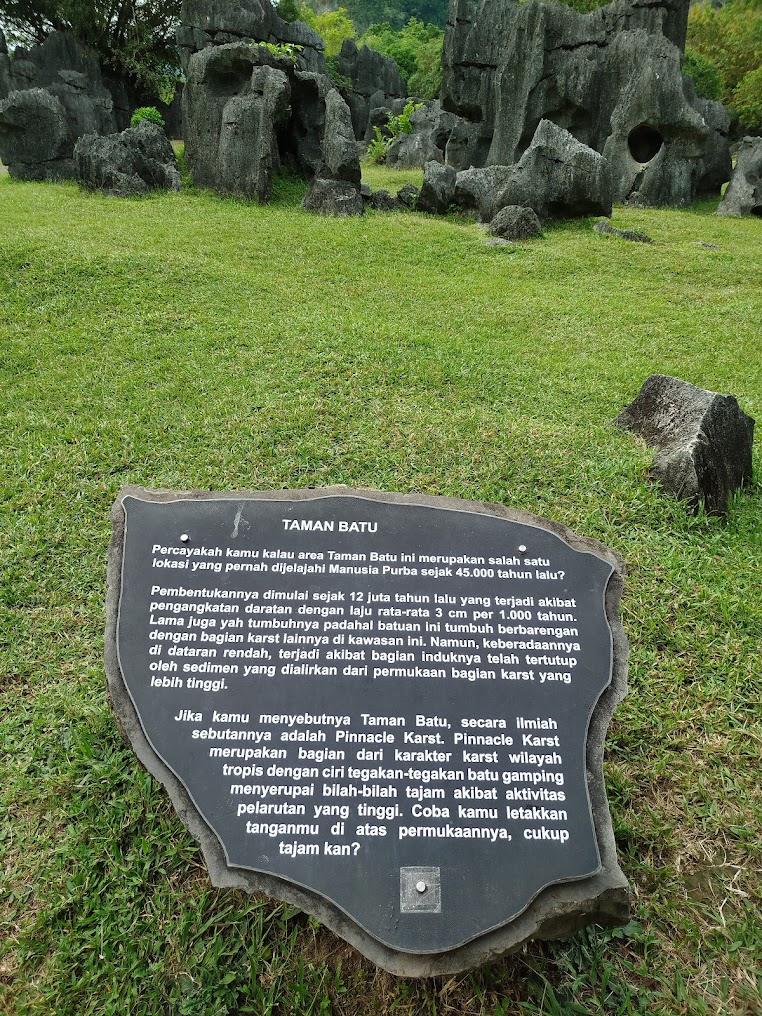 TAMAN BATU
Percayakah kamu kalau area Taman Batu ini merupakan salah satu
lokasi yang pernah dijelajahi Manusia Purba sejak 45.000 tahun lalu?
Pembentukannya dimulai sejak 12 juta tahun lalu yang terjadi akibat
pengangkatan daratan dengan laju rata-rata 3 cm per 1.000 tahun.
Lama juga yah tumbuhnya padahal batuan ini tumbuh berbarengan
dengan bagian karst lainnya di kawasan ini. Namun, keberadaannya
di dataran rendah, terjadi akibat bagian induknya telah tertutup
oleh sedimen yang dialirkan dari permukaan bagian karst yang
lebih tinggi.
Jika kamu menyebutnya Taman Batu, secara ilmiah
sebutannya adalah Pinnacle Karst. Pinnacle Karst
merupakan bagian dari karakter karst wilayah
tropis dengan ciri tegakan-tegakan batu gamping
menyerupai bilah-bilah tajam akibat aktivitas
pelarutan yang tinggi. Coba kamu letakkan
tanganmu di atas permukaannya, cukup
tajam kan?